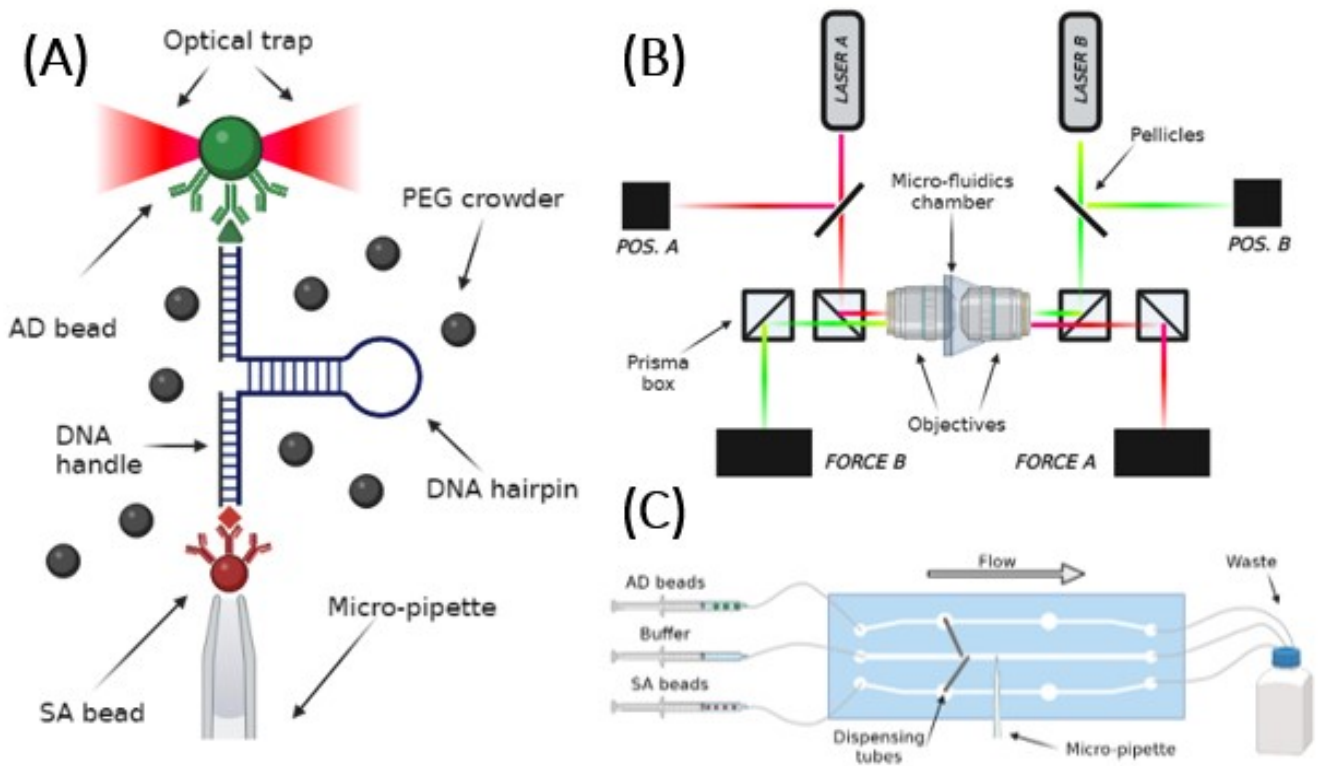 (A)
Optical trap
PEG crowder
AD bead
DNA
handle
DNA hairpin
Micro-pipette
SA bead
(B)
LASER A
LASER B
Pellicles
Micro-fluidics
chamber
POS. A
POS. B
Prisma
box
Objectives
FORCE B
FORCE A
(C)
Flow
Waste
AD beads
Buffer
SA beads
Dispensing
tubes
Micro-pipette